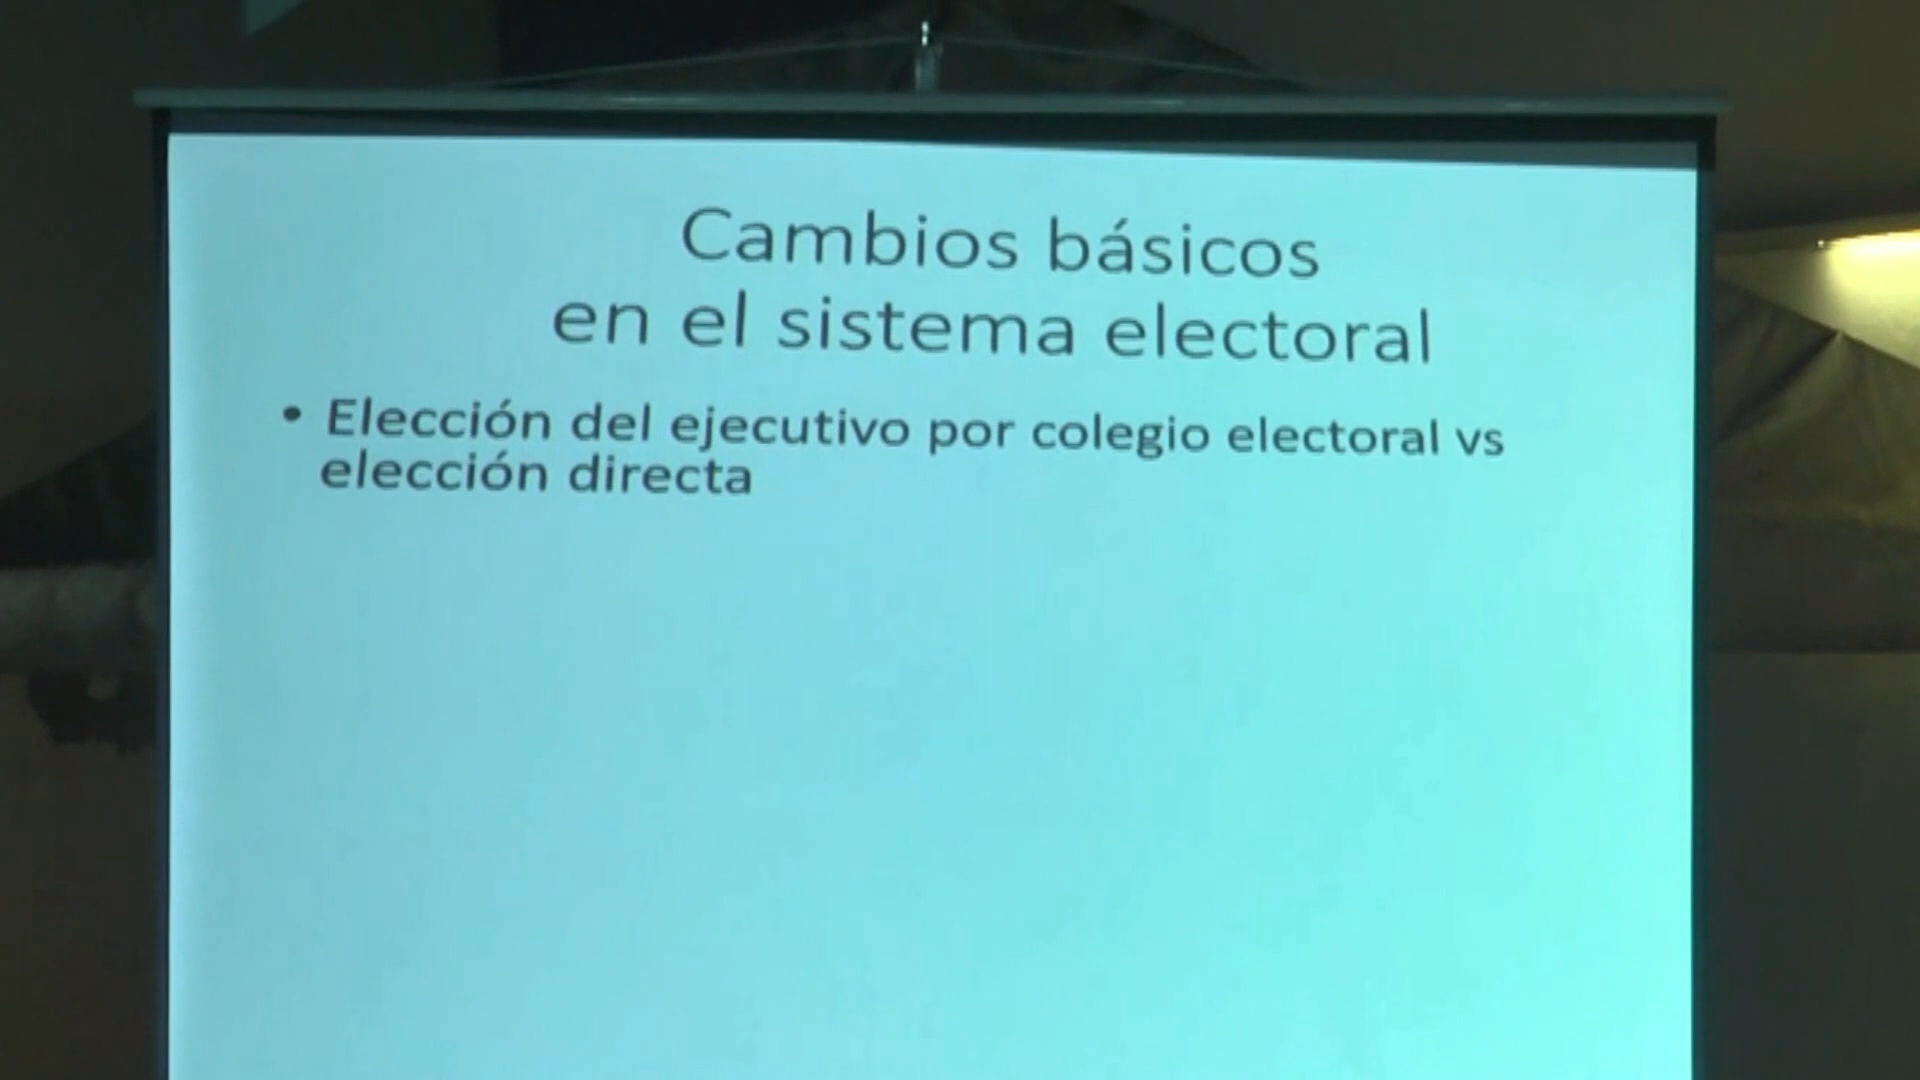 Cambios básicos
en el sistema electoral
• Elección del ejecutivo por colegio electoral vs
elección directa